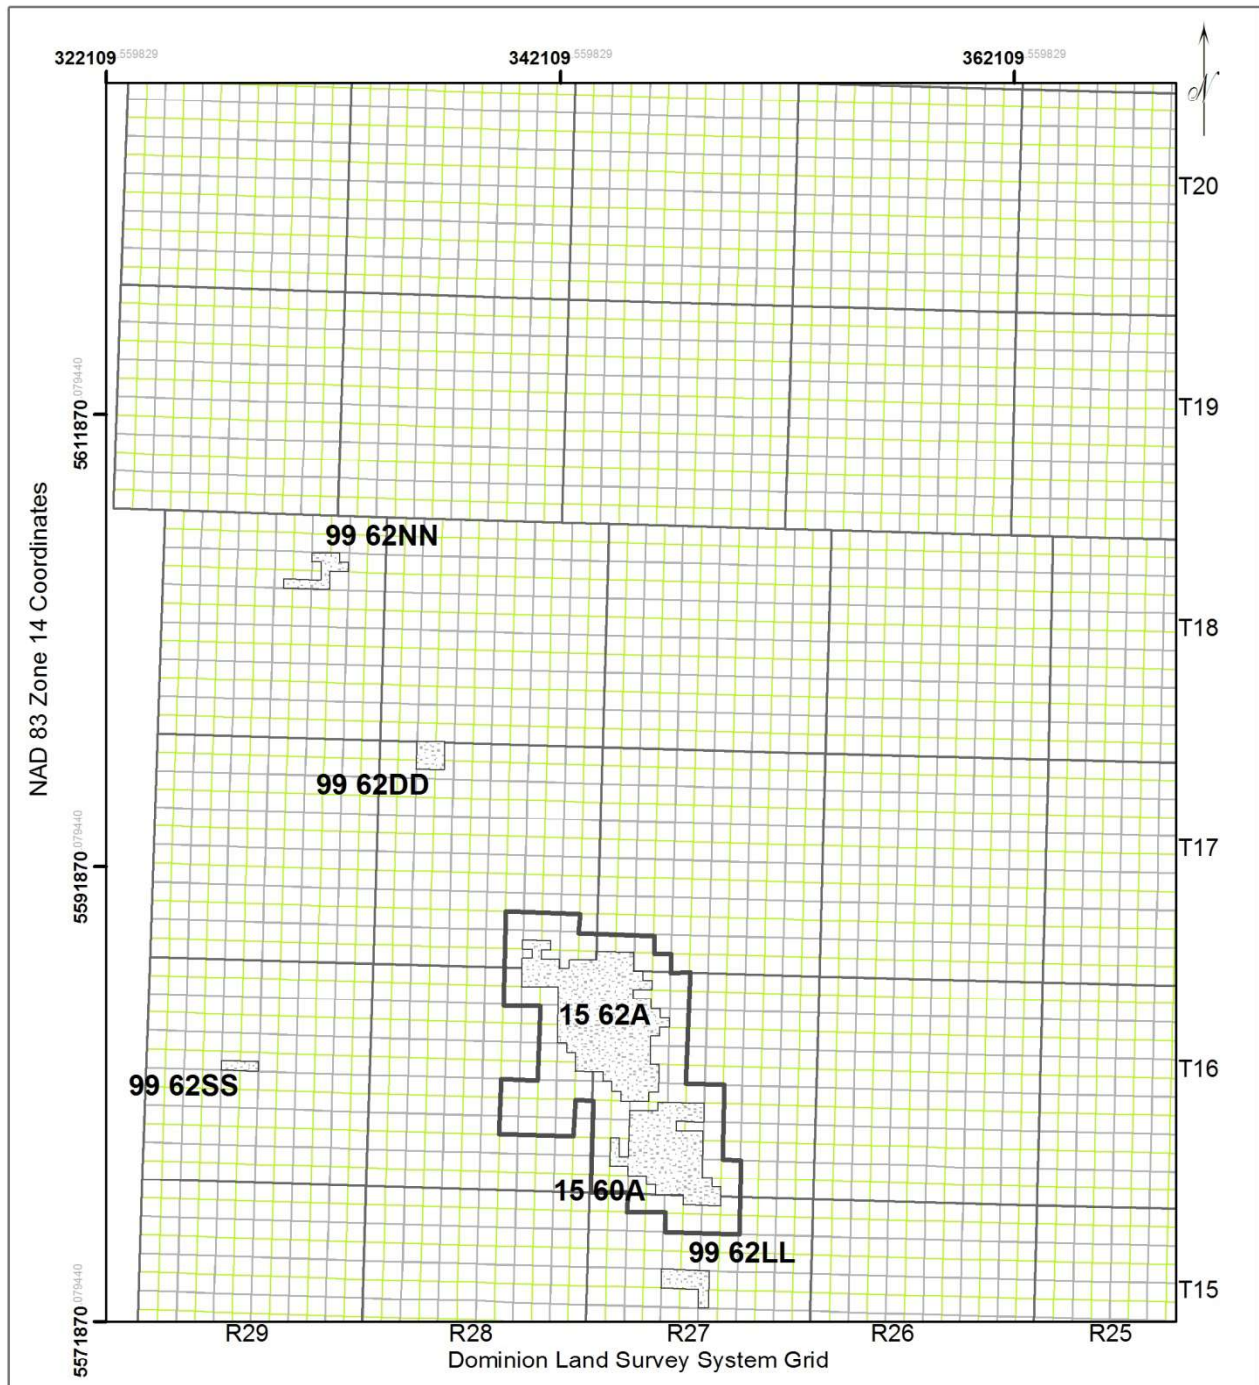 322109.559829
342109.559829
362109.559829
N
T20
5611870.079440
T19
NAD 83 Zone 14 Coordinates
99 62NN
T18
99 62DD
5591870.079440
T17
15 62A
99 62SS
T16
15 60A
99 62LL
5571870.079440
T15
R29
R28
R27
R26
R25
Dominion Land Survey System Grid